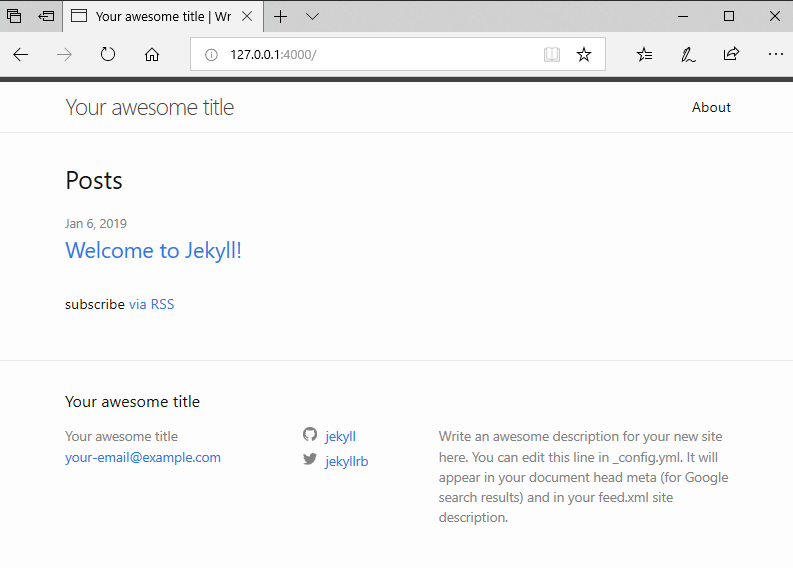 Your awesome title | Wr
127.0.0.1:4000/
Your awesome title
About
Posts
Jan 6, 2019
Welcome to Jekyll!
subscribe via RSS
Your awesome title
Your awesome title
your-email@example.com
jekyll
jekyllrb
Write an awesome description for your new site
here. You can edit this line in _config.yml. It will
appear in your document head meta (for Google
search results) and in your feed.xml site
description.